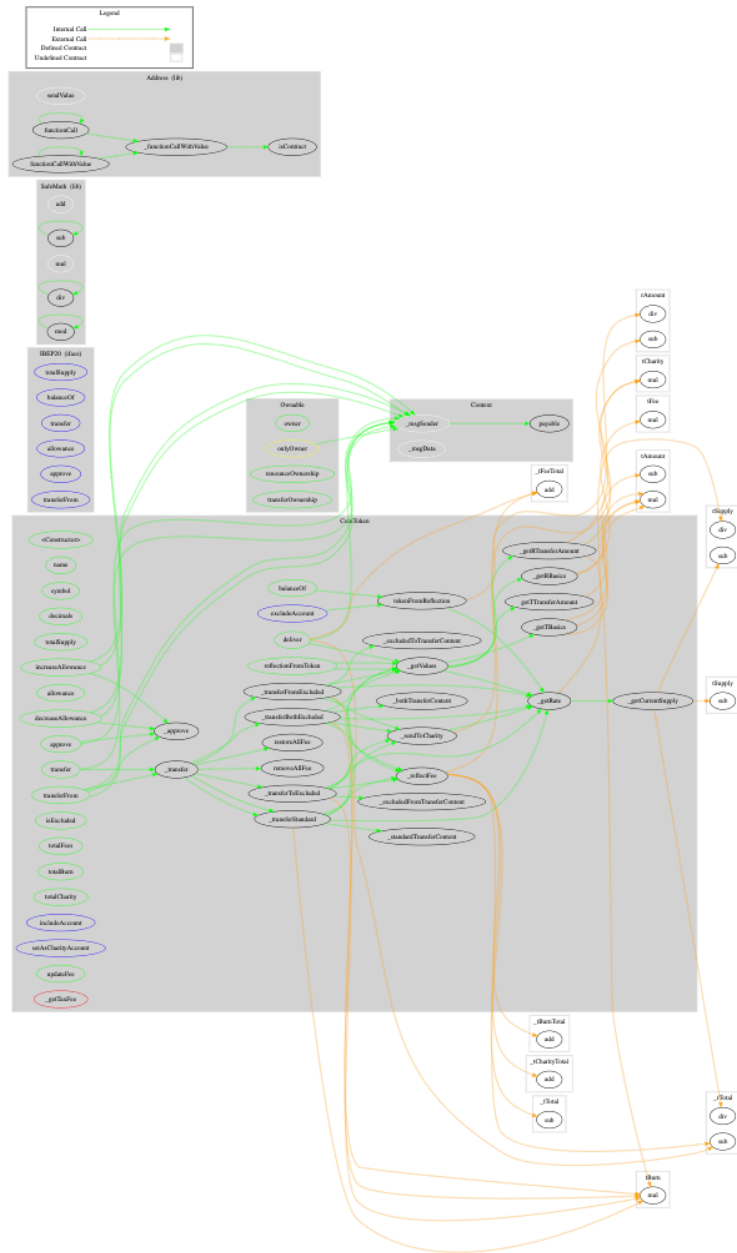 Legend
Internal Call
External Call
Defined Contract
Undefined Contract
Address (lib)
sendValue
functionCall
functionCallWithValue
_functionCallWithValue
isContract
SafeMath (lib)
add
sub
mul
div
mod
IBEP20 (iface)
totalSupply
balanceOf
transfer
allowance
approve
transferFrom
Ownable
owner
onlyOwner
renounceOwnership
transferOwnership
Context
_msgSender
payable
_msgData
rAmount
div
sub
tCharity
mul
tFee
mul
tAmount
sub
mul
_tFeeTotal
add
rSupply
div
sub
CoinToken
<Constructor>
name
symbol
decimals
totalSupply
increaseAllowance
allowance
decreaseAllowance
approve
transfer
transferFrom
isExcluded
totalFees
totalBurn
totalCharity
includeAccount
setAsCharityAccount
updateFee
_getTaxFee
_approve
_transfer
balanceOf
excludeAccount
deliver
reflectionFromToken
_transferFromExcluded
_transferBothExcluded
restoreAllFee
removeAllFee
_transferToExcluded
_transferStandard
tokenFromReflection
_excludedToTransferContent
_getValues
_bothTransferContent
_sendToCharity
_reflectFee
_excludedFromTransferContent
_standardTransferContent
_getRTransferAmount
_getRBasics
_getTTransferAmount
_getTBasics
_getRate
_getCurrentSupply
tSupply
sub
_tBurnTotal
add
_tCharityTotal
add
_tTotal
sub
_rTotal
div
sub
tBurn
mul